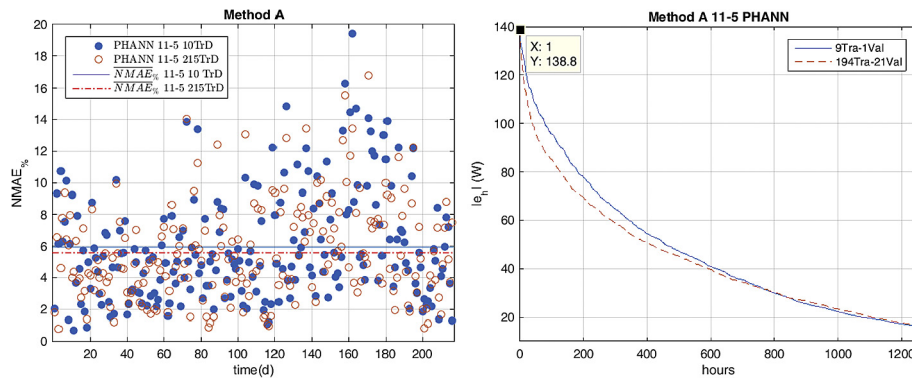 Method A
NMAE%
20
18
16
14
12
10
8
6
4
2
0
PHANN 11-5 10TrD
PHANN 11-5 215TrD
NMAE% 11-5 10 TrD
NMAE% 11-5 215TrD
20 40 60 80 100 120 140 160 180 200
time(d)
Method A 11-5 PHANN
|eh| (W)
140
120
100
80
60
40
20
X: 1
Y: 138.8
9Tra-1Val
194Tra-21Val
0 200 400 600 800 1000 1200
hours